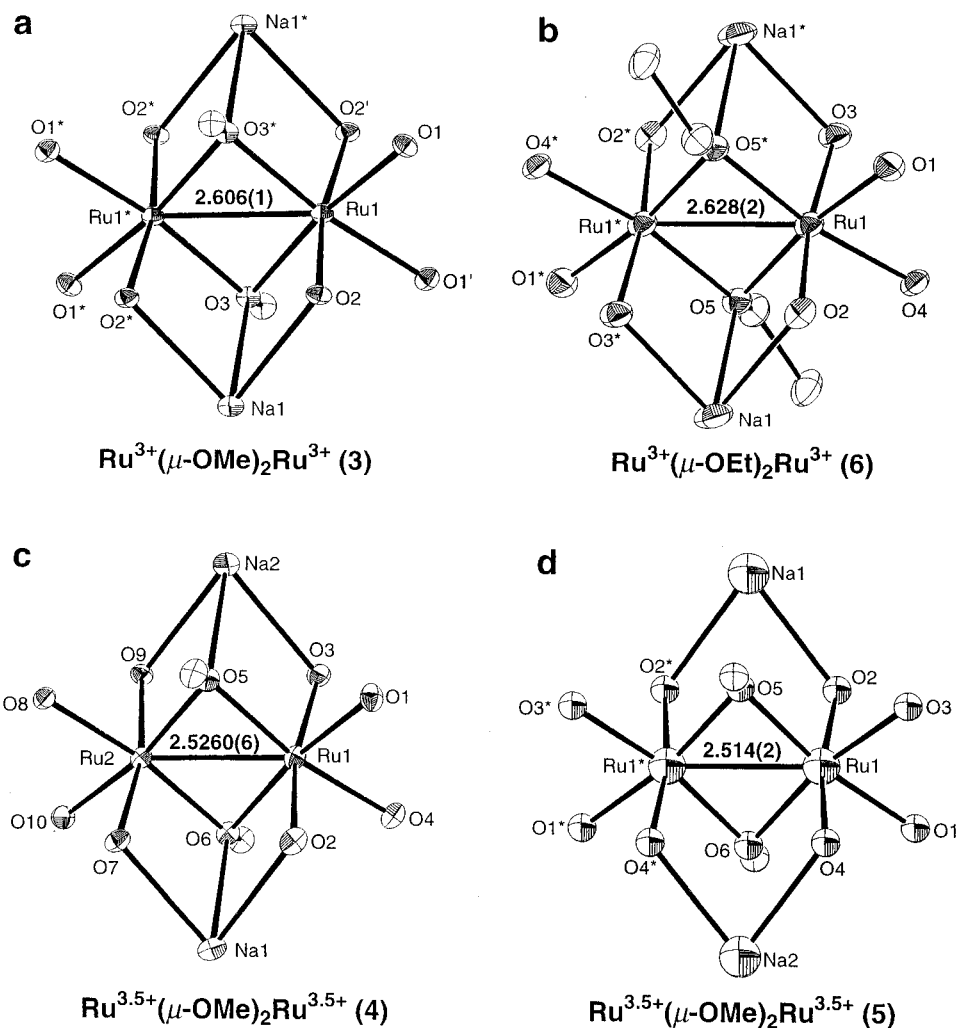 a
Na1*
O2*
O3*
O2'
O1*
O1
2.606(1)
Ru1*
Ru1
O1*
O2*
O3
O2
O1'
Na1
Ru³⁺(μ-OMe)₂Ru³⁺ (3)
b
Na1*
O2*
O5*
O3
O4*
O1
2.628(2)
Ru1*
Ru1
O1*
O3*
O5
O2
O4
Na1
Ru³⁺(μ-OEt)₂Ru³⁺ (6)
c
Na2
O9
O5
O3
O8
O1
2.5260(6)
Ru2
Ru1
O10
O7
O6
O2
O4
Na1
Ru³·⁵⁺(μ-OMe)₂Ru³·⁵⁺ (4)
d
Na1
O2*
O5
O2
O3*
O3
2.514(2)
Ru1*
Ru1
O1*
O4*
O6
O4
O1
Na2
Ru³·⁵⁺(μ-OMe)₂Ru³·⁵⁺ (5)